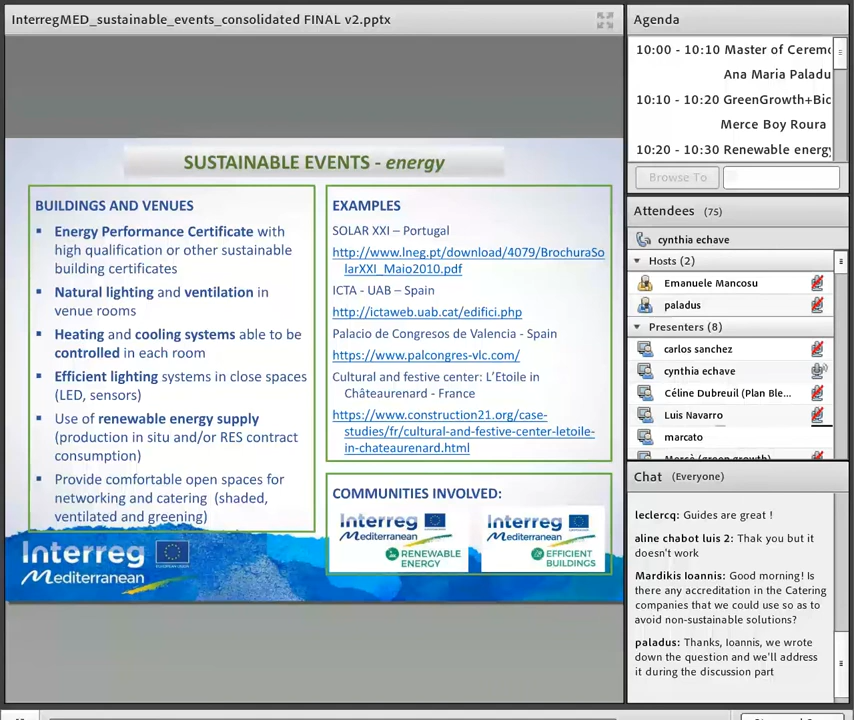 InterregMED_sustainable_events_consolidated FINAL v2.pptx
SUSTAINABLE EVENTS - energy
BUILDINGS AND VENUES
▪ Energy Performance Certificate with
high qualification or other sustainable
building certificates
▪ Natural lighting and ventilation in
venue rooms
▪ Heating and cooling systems able to be
controlled in each room
▪ Efficient lighting systems in close spaces
(LED, sensors)
▪ Use of renewable energy supply
(production in situ and/or RES contract
consumption)
▪ Provide comfortable open spaces for
networking and catering (shaded,
ventilated and greening)
EXAMPLES
SOLAR XXI – Portugal
http://www.lneg.pt/download/4079/BrochuraSo
larXXI_Maio2010.pdf
ICTA - UAB – Spain
http://ictaweb.uab.cat/edifici.php
Palacio de Congresos de Valencia - Spain
https://www.palcongres-vlc.com/
Cultural and festive center: L'Etoile in
Châteaurenard - France
https://www.construction21.org/case-
studies/fr/cultural-and-festive-center-letoile-
in-chateaurenard.html
COMMUNITIES INVOLVED:
Interreg
Mediterranean
RENEWABLE
ENERGY
Interreg
Mediterranean
EFFICIENT
BUILDINGS
Interreg
Mediterranean
EUROPEAN UNION
Agenda
10:00 - 10:10 Master of Cerem
Ana Maria Paladu
10:10 - 10:20 GreenGrowth+Bio
Merce Boy Roura
10:20 - 10:30 Renewable energy
Browse To
Attendees (75)
cynthia echave
Hosts (2)
Emanuele Mancosu
paladus
Presenters (8)
carlos sanchez
cynthia echave
Céline Dubreuil (Plan Ble...
Luis Navarro
marcato
Mercè (green growth)
Chat (Everyone)
leclercq: Guides are great !
aline chabot luis 2: Thak you but it
doesn't work
Mardikis Ioannis: Good morning! Is
there any accreditation in the Catering
companies that we could use so as to
avoid non-sustainable solutions?
paladus: Thanks, Ioannis, we wrote
down the question and we'll address
it during the discussion part